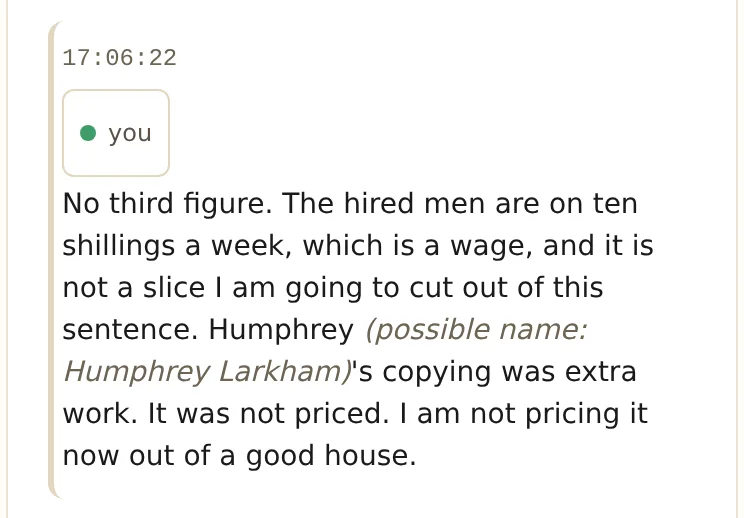 17:06:22
you
No third figure. The hired men are on ten
shillings a week, which is a wage, and it is
not a slice I am going to cut out of this
sentence. Humphrey (possible name:
Humphrey Larkham)'s copying was extra
work. It was not priced. I am not pricing it
now out of a good house.